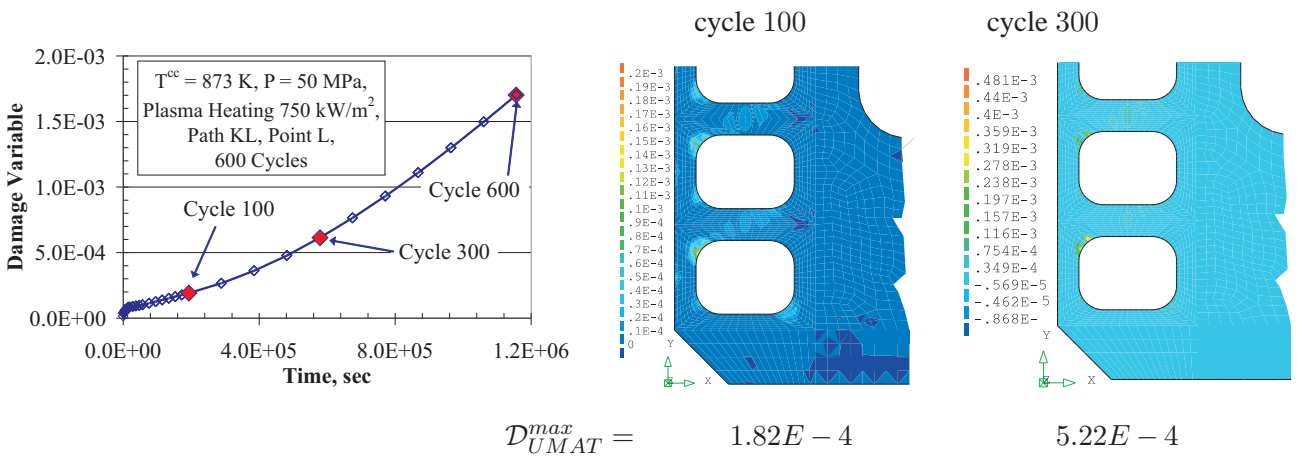 cycle 100
cycle 300
2.0E-03
1.5E-03
1.0E-03
5.0E-04
0.0E+00
Damage Variable
T^cc = 873 K, P = 50 MPa,
Plasma Heating 750 kW/m²,
Path KL, Point L,
600 Cycles
Cycle 600
Cycle 100
Cycle 300
0.0E+00 4.0E+05 8.0E+05 1.2E+06
Time, sec
.2E-3
.19E-3
.18E-3
.17E-3
.16E-3
.15E-3
.14E-3
.13E-3
.12E-3
.11E-3
.1E-3
.9E-4
.8E-4
.7E-4
.6E-4
.5E-4
.4E-4
.3E-4
.2E-4
.1E-4
0
Y
Z X
.481E-3
.44E-3
.4E-3
.359E-3
.319E-3
.278E-3
.238E-3
.197E-3
.157E-3
.116E-3
.754E-4
.349E-4
-.569E-5
-.462E-5
-.868E-
Y
X
D^max_UMAT = 1.82E − 4 5.22E − 4